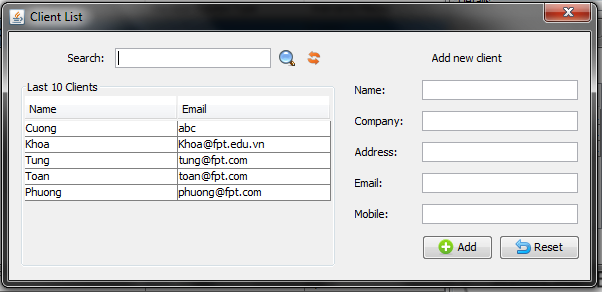 Client List
Search:
Last 10 Clients
Name Email
Cuong abc
Khoa Khoa@fpt.edu.vn
Tung tung@fpt.com
Toan toan@fpt.com
Phuong phuong@fpt.com
Add new client
Name:
Company:
Address:
Email:
Mobile:
Add Reset